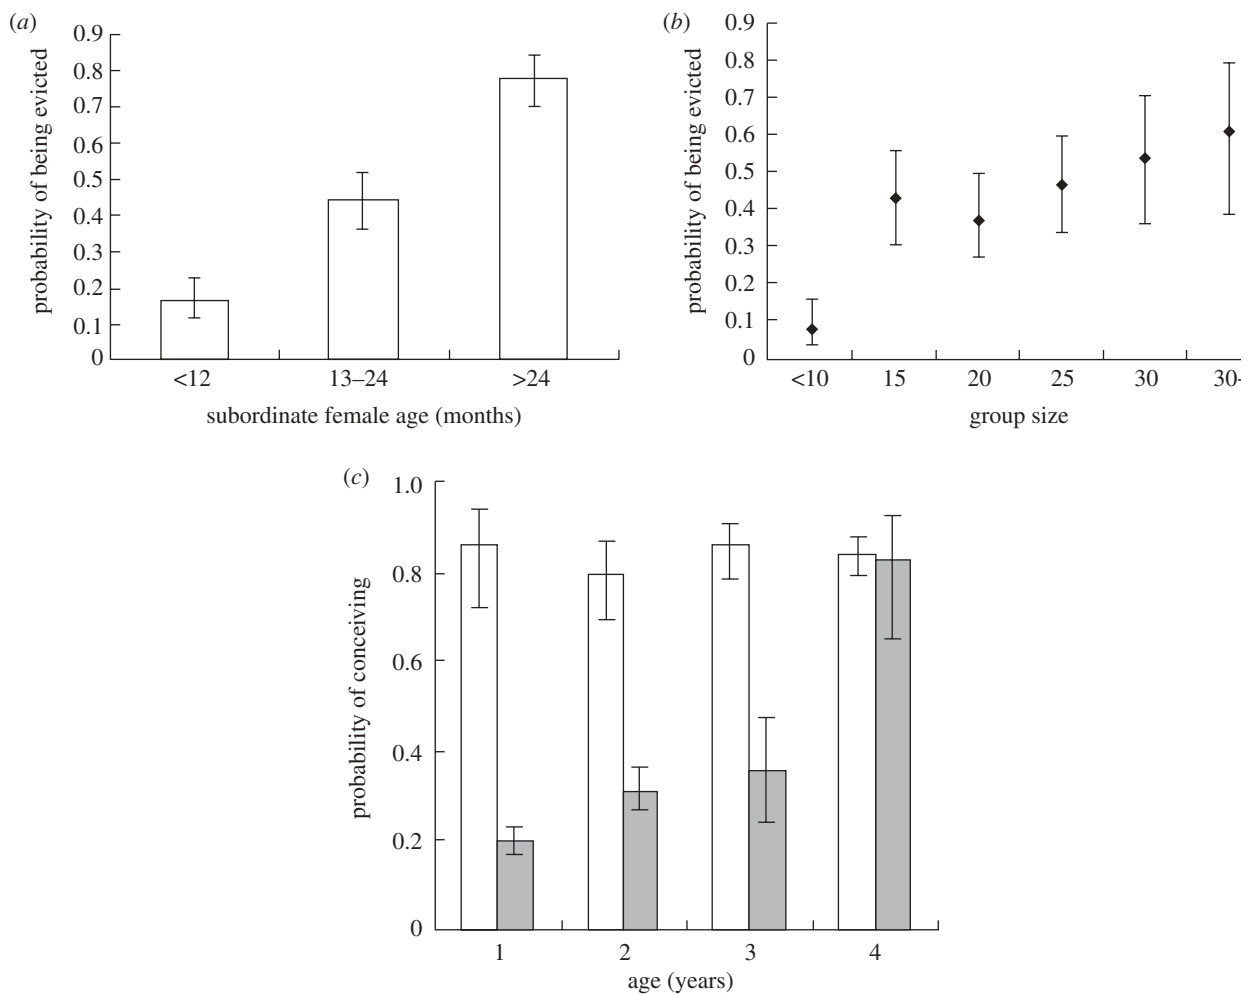 (a)
probability of being evicted
0.9
0.8
0.7
0.6
0.5
0.4
0.3
0.2
0.1
0
<12 13–24 >24
subordinate female age (months)
(b)
probability of being evicted
0.9
0.8
0.7
0.6
0.5
0.4
0.3
0.2
0.1
0
<10 15 20 25 30 30
group size
(c)
probability of conceiving
1.0
0.8
0.6
0.4
0.2
0
1 2 3 4
age (years)